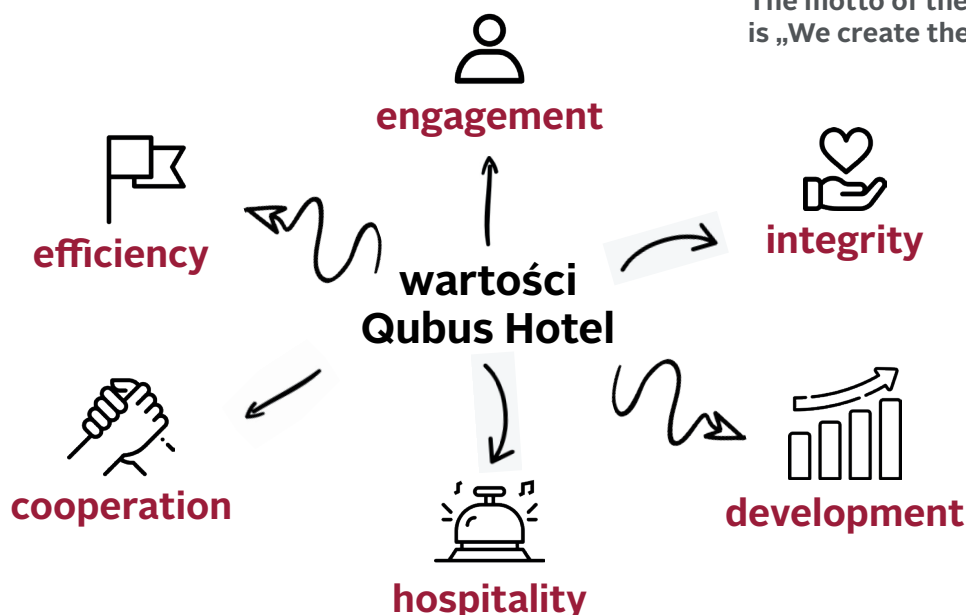 The motto of the
is „We create the
engagement
efficiency
integrity
wartości
Qubus Hotel
cooperation
development
hospitality